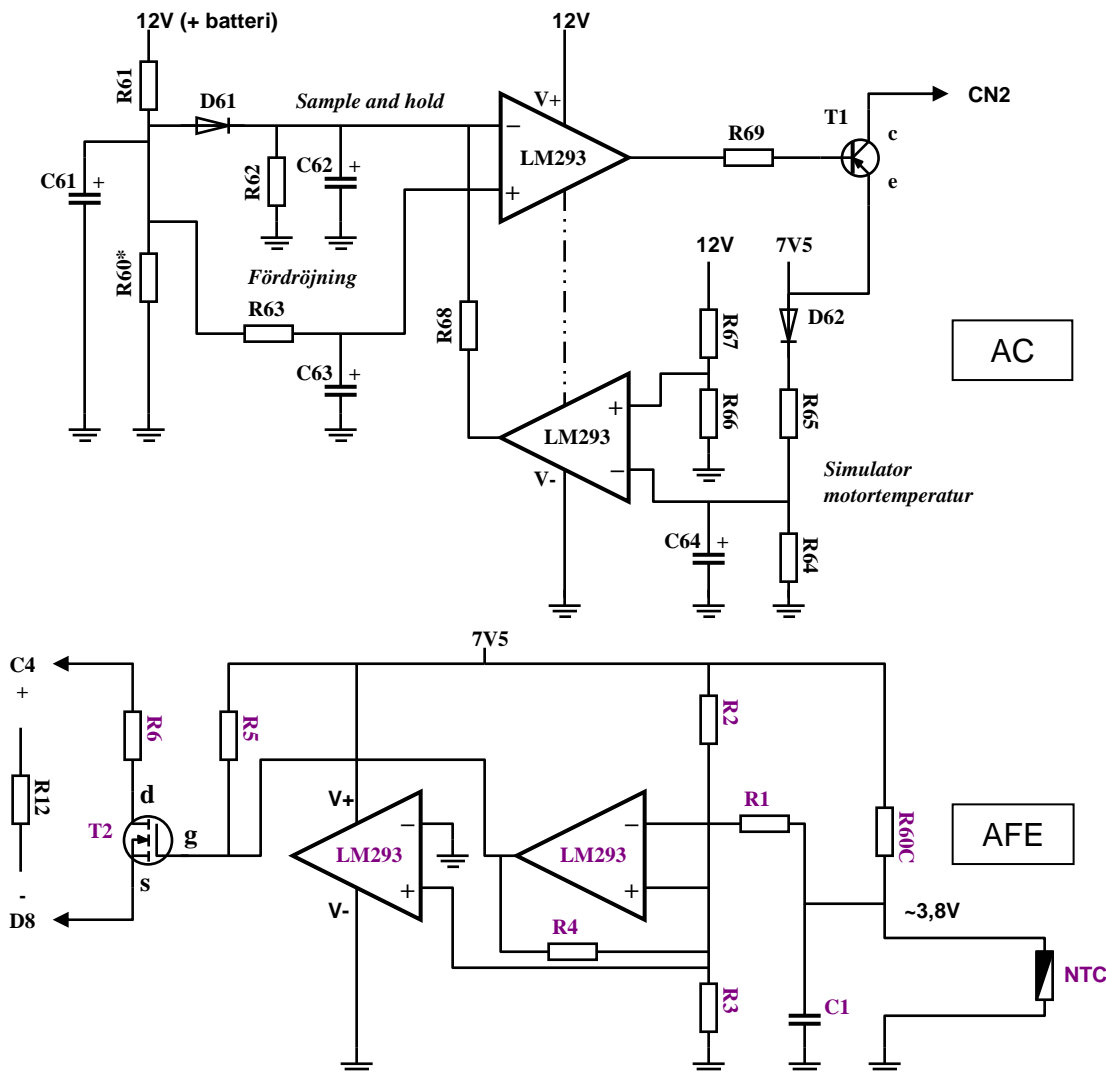 12V (+ batteri)
12V
R61
D61
Sample and hold
V+
CN2
T1
c
R69
LM293
C61
+
R62
C62
+
e
R60*
Fördröjning
12V
7V5
R63
R68
R67
D62
AC
C63
+
LM293
R66
R65
V-
Simulator
motortemperatur
C64
+
R64
7V5
C4
+
R6
R5
R2
R12
d
V+
R1
R60C
AFE
T2
g
LM293
LM293
s
-
D8
V-
~3,8V
R4
NTC
R3
C1